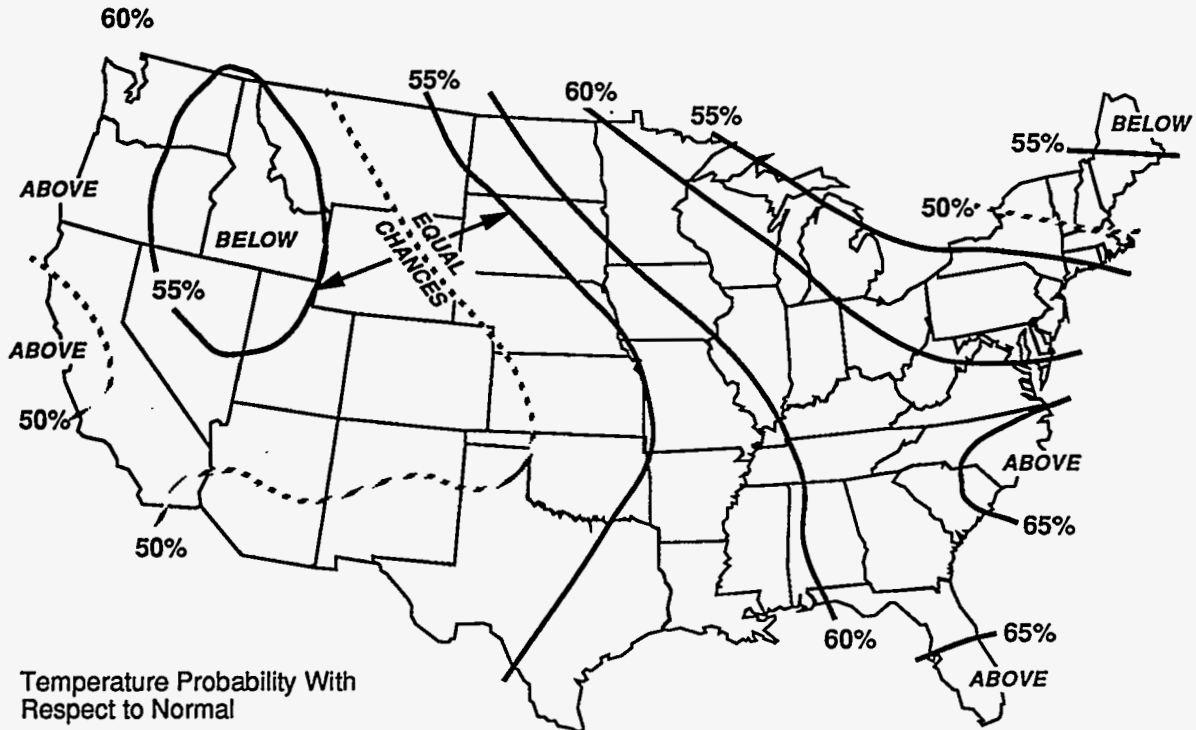 60%
55%
60%
55%
BELOW
55%
ABOVE
50%
BELOW
EQUAL
CHANCES
55%
ABOVE
50%
ABOVE
65%
50%
60%
65%
ABOVE
Temperature Probability With
Respect to Normal